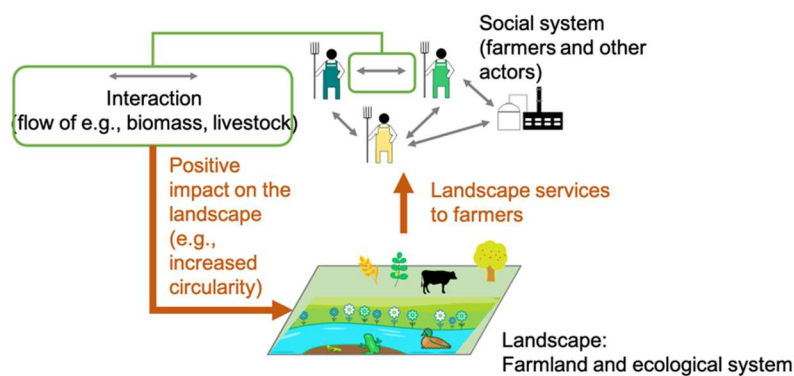 Social system
(farmers and other
actors)
Interaction
(flow of e.g., biomass, livestock)
Positive
impact on the
landscape
(e.g.,
increased
circularity)
Landscape services
to farmers
Landscape:
Farmland and ecological system